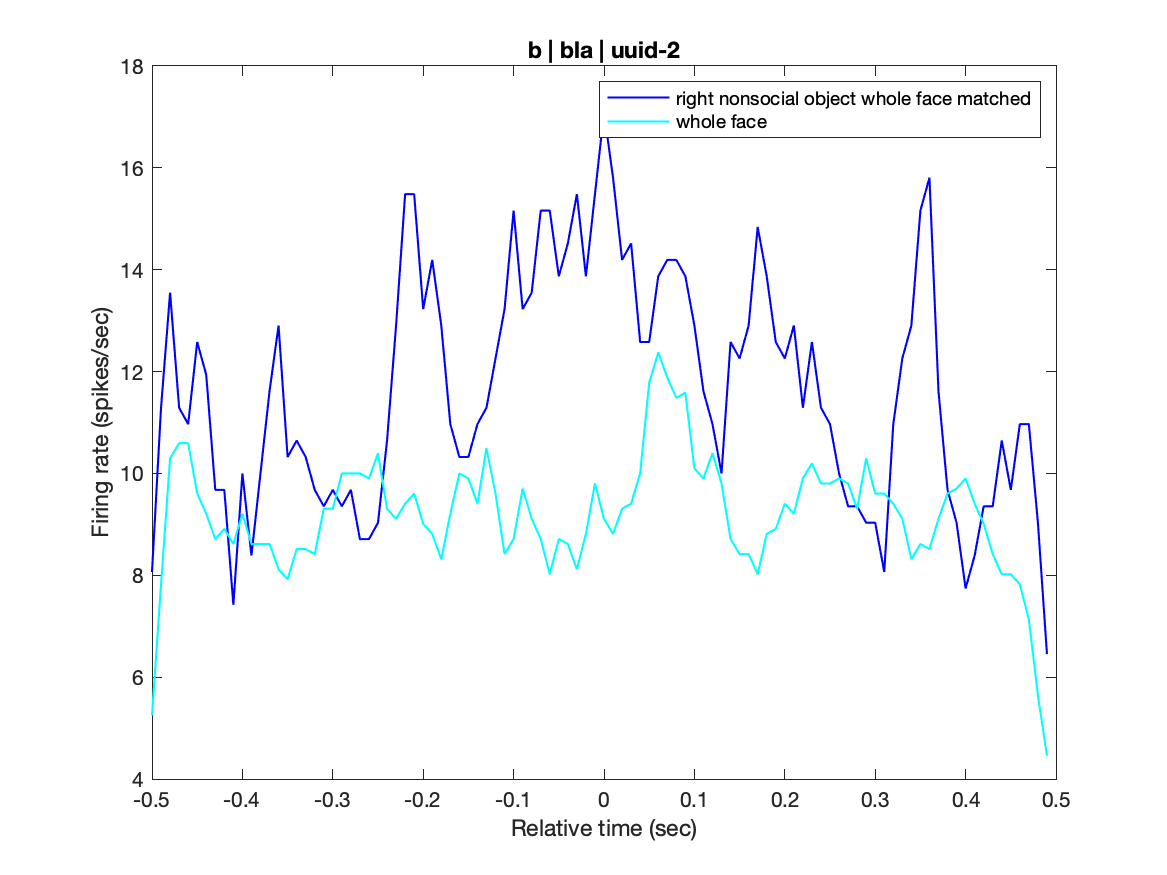 b | bla | uuid-2
18
16
14
12
10
8
6
4
right nonsocial object whole face matched
whole face
Firing rate (spikes/sec)
-0.5 -0.4 -0.3 -0.2 -0.1 0 0.1 0.2 0.3 0.4 0.5
Relative time (sec)